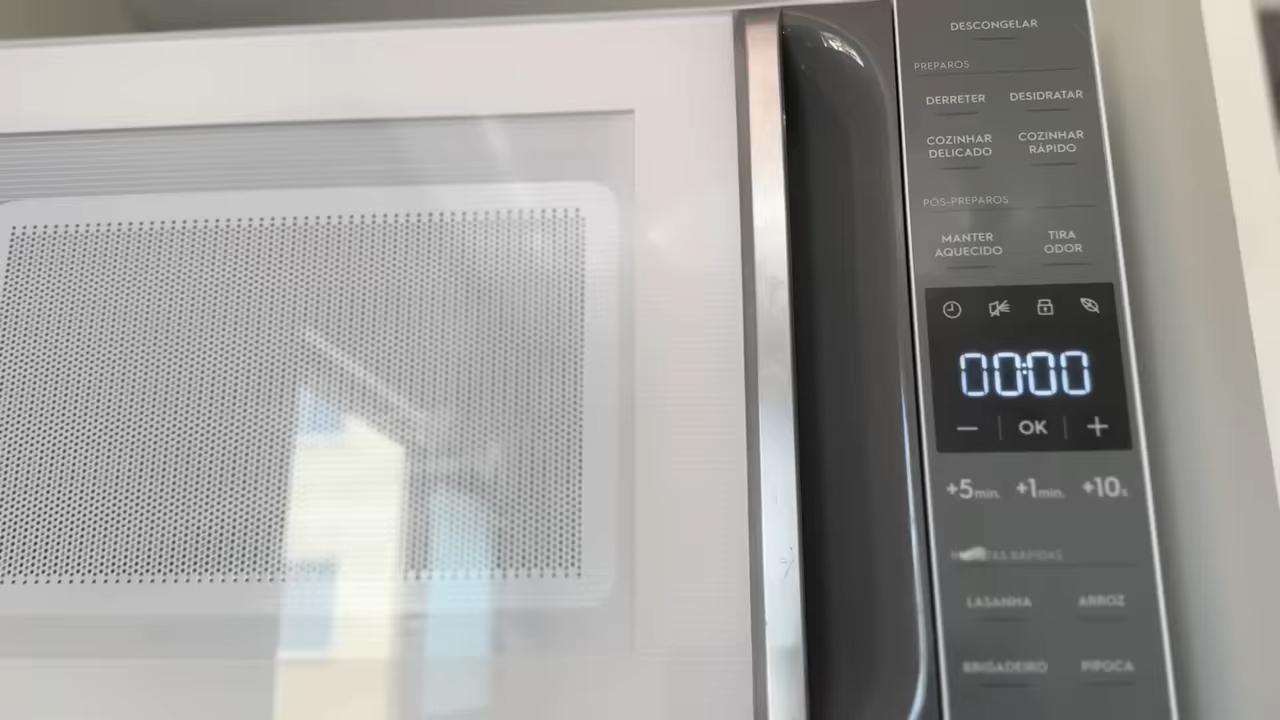 DESCONGELAR
PREPAROS
DERRETER DESIDRATAR
COZINHAR DELICADO COZINHAR RÁPIDO
PÓS-PREPAROS
MANTER AQUECIDO TIRA ODOR
00:00
— OK +
+5min. +1min. +10s
RÁPIDAS
LASANHA ARROZ
BRIGADEIRO PIPOCA